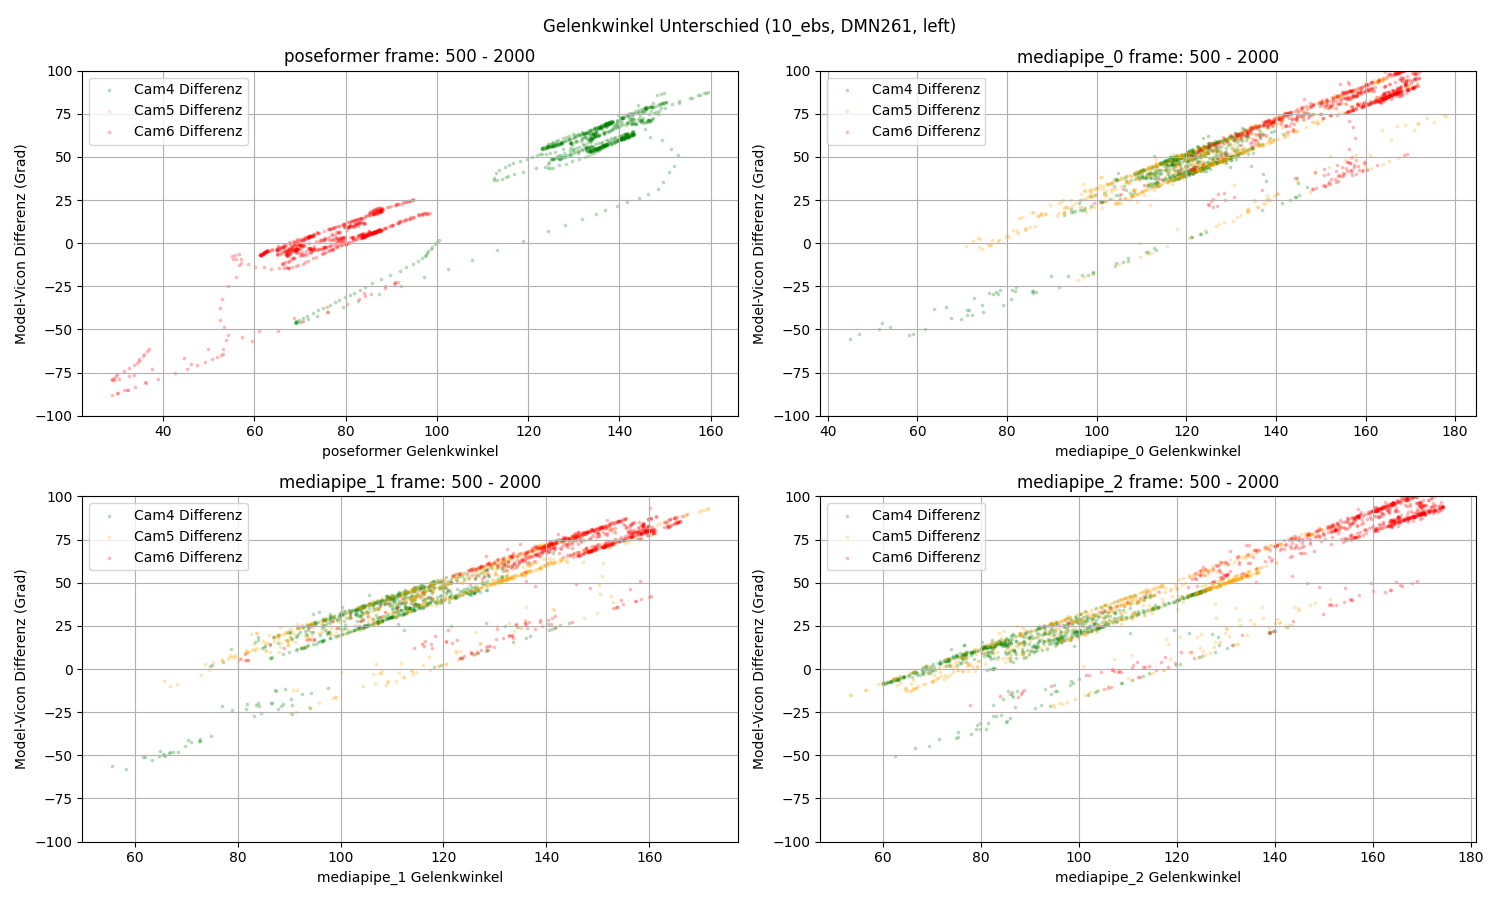 Gelenkwinkel Unterschied (10_ebs, DMN261, left)
poseformer frame: 500 - 2000
Cam4 Differenz
Cam5 Differenz
Cam6 Differenz
Model-Vicon Differenz (Grad)
100
75
50
25
0
−25
−50
−75
−100
40 60 80 100 120 140 160
poseformer Gelenkwinkel
mediapipe_0 frame: 500 - 2000
Cam4 Differenz
Cam5 Differenz
Cam6 Differenz
Model-Vicon Differenz (Grad)
100
75
50
25
0
−25
−50
−75
−100
40 60 80 100 120 140 160 180
mediapipe_0 Gelenkwinkel
mediapipe_1 frame: 500 - 2000
Cam4 Differenz
Cam5 Differenz
Cam6 Differenz
Model-Vicon Differenz (Grad)
100
75
50
25
0
−25
−50
−75
−100
60 80 100 120 140 160
mediapipe_1 Gelenkwinkel
mediapipe_2 frame: 500 - 2000
Cam4 Differenz
Cam5 Differenz
Cam6 Differenz
Model-Vicon Differenz (Grad)
100
75
50
25
0
−25
−50
−75
−100
60 80 100 120 140 160 180
mediapipe_2 Gelenkwinkel